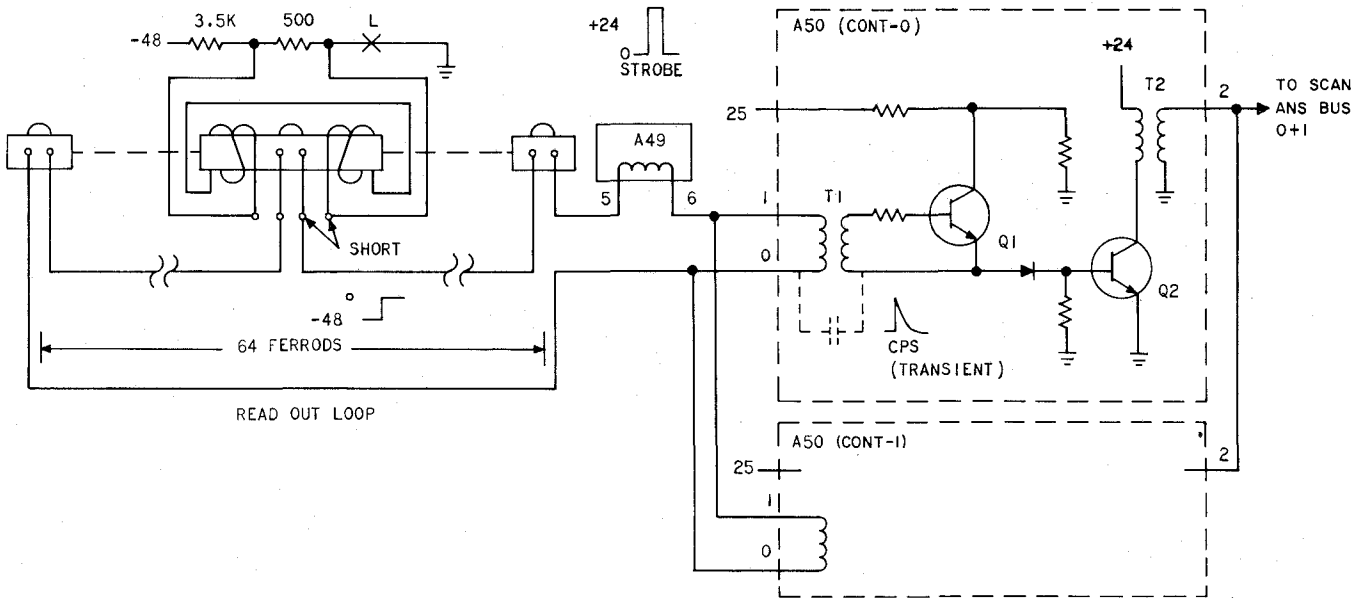 3.5K
500
L
-48
+24
0
STROBE
A50 (CONT-0)
+24
T2
2
TO SCAN
ANS BUS
0+1
25
A49
5
6
1
T1
0
Q1
Q2
SHORT
-48
64 FERRODS
CPS
(TRANSIENT)
READ OUT LOOP
A50 (CONT-1)
25
2
1
0